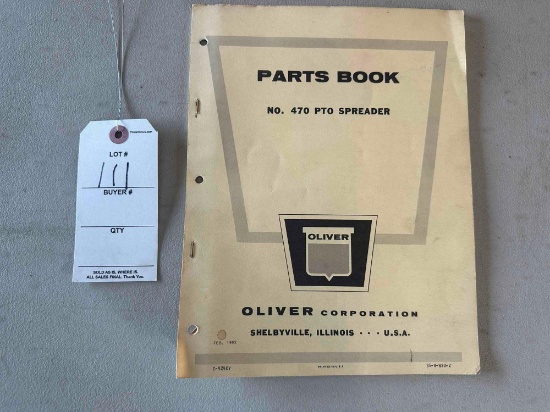 LOT #
111
BUYER #
QTY
SOLD AS IS, WHERE IS.
ALL SALES FINAL. Thank You.
PARTS BOOK
NO. 470 PTO SPREADER
OLIVER
OLIVER CORPORATION
SHELBYVILLE, ILLINOIS · · · U.S.A.